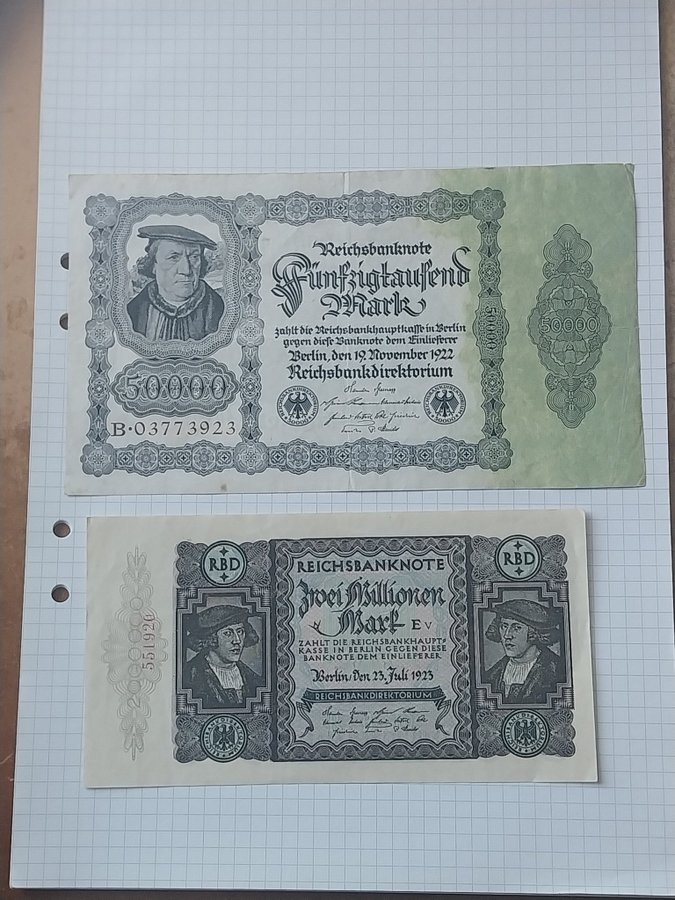 Reichsbanknote
Fünfzigtausend
Mark
zahlt die Reichsbankhauptkasse in Berlin
gegen diese Banknote dem Einlieferer
Berlin, den 19. November 1922
Reichsbankdirektorium
50000
B·03773923
50000
50000
RBD
RBD
REICHSBANKNOTE
Zwei Millionen
Mark
EV
ZAHLT DIE REICHSBANKHAUPT-
KASSE IN BERLIN GEGEN DIESE
BANKNOTE DEM EINLIEFERER
Berlin, den 23. Juli 1923
REICHSBANKDIREKTORIUM
551920